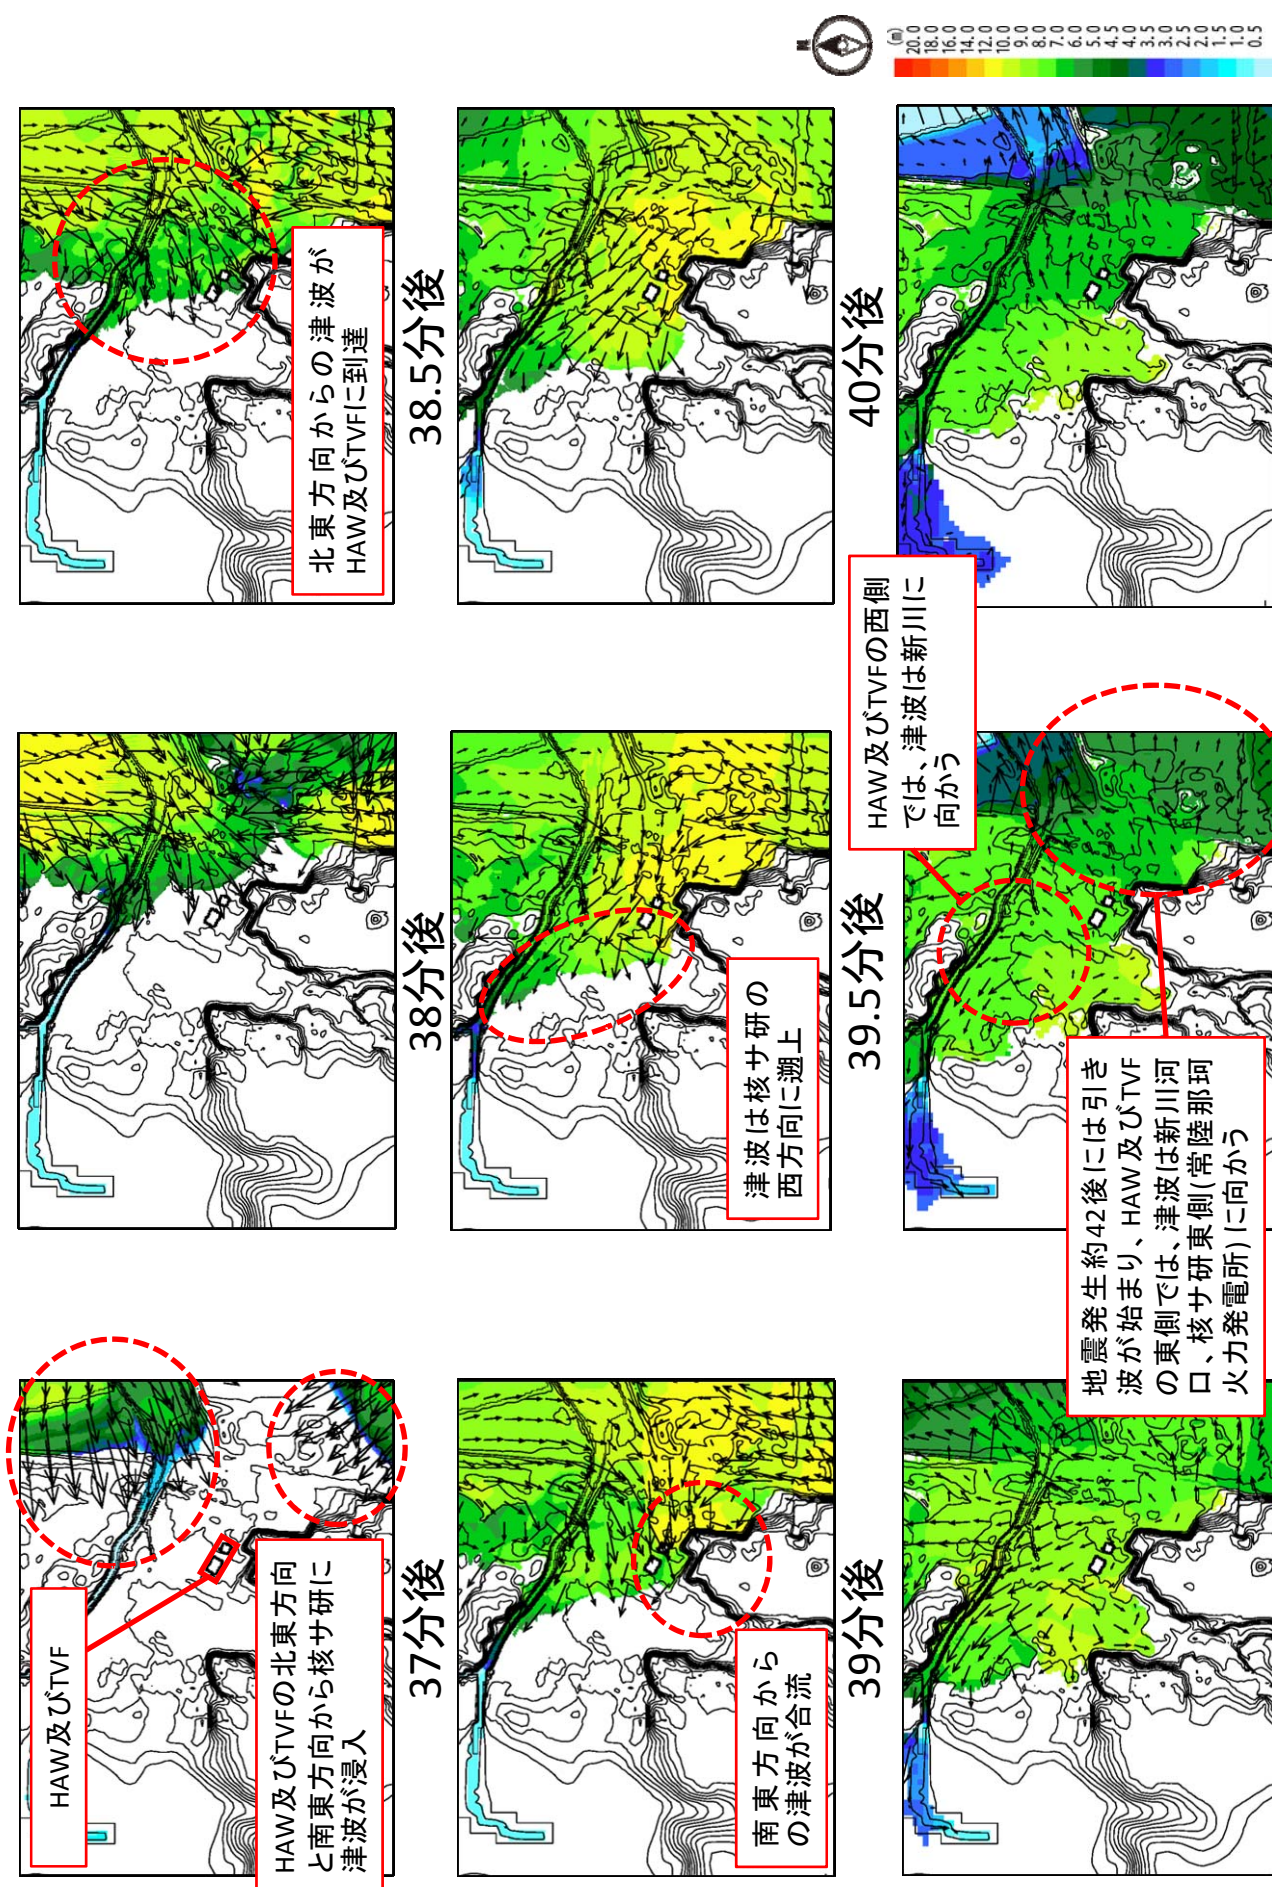 HAW及びTVF
HAW及びTVFの北東方向
と南東方向から核サ研に
津波が浸入
北東方向からの津波が
HAW及びTVFに到達
37分後
38分後
38.5分後
南東方向から
の津波が合流
津波は核サ研の
西方向に遡上
39分後
39.5分後
40分後
HAW及びTVFの西側
では、津波は新川に
向かう
地震発生約42後には引き
波が始まり、HAW及びTVF
の東側では、津波は新川河
口、核サ研東側(常陸那珂
火力発電所)に向かう
(m)
20.0
18.0
16.0
14.0
12.0
10.0
9.0
8.0
7.0
6.0
5.0
4.5
4.0
3.5
3.0
2.5
2.0
1.5
1.0
0.5